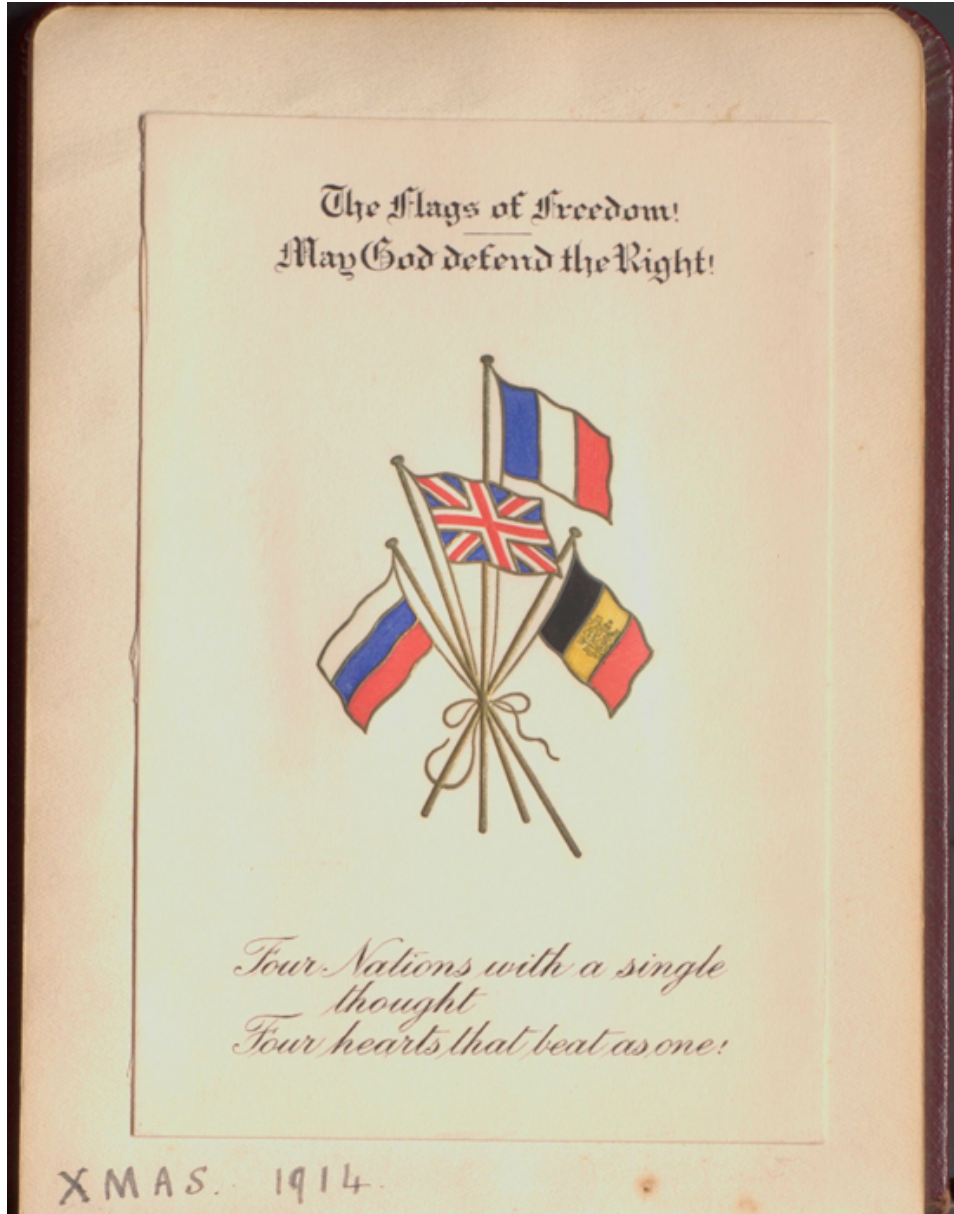 The Flags of Freedom!
May God defend the Right!
Four Nations with a single
thought
Four hearts that beat as one!
XMAS. 1914.